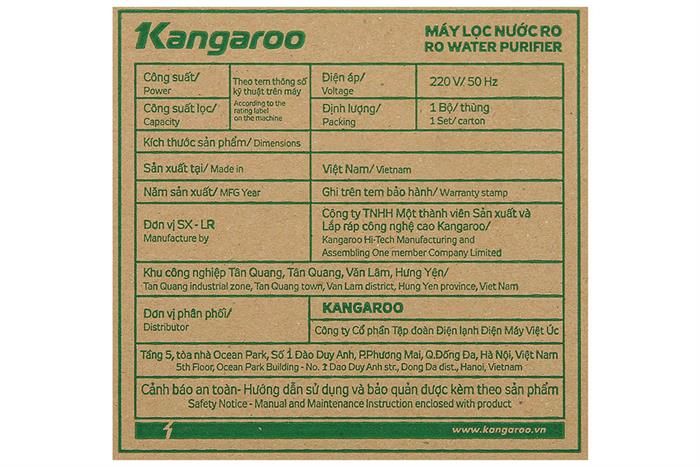 Kangaroo
MÁY LỌC NƯỚC RO
RO WATER PURIFIER
Công suất/
Power
Theo tem thông số
kỹ thuật trên máy
According to the
rating label
on the machine
Điện áp/
Voltage
220 V/ 50 Hz
Công suất lọc/
Capacity
Định lượng/
Packing
1 Bộ/ thùng
1 Set/ carton
Kích thước sản phẩm/ Dimensions
Sản xuất tại/ Made in
Việt Nam/ Vietnam
Năm sản xuất/ MFG Year
Ghi trên tem bảo hành/ Warranty stamp
Đơn vị SX - LR
Manufacture by
Công ty TNHH Một thành viên Sản xuất và
Lắp ráp công nghệ cao Kangaroo/
Kangaroo Hi-Tech Manufacturing and
Assembling One member Company Limited
Khu công nghiệp Tân Quang, Tân Quang, Văn Lâm, Hưng Yên/
Tan Quang industrial zone, Tan Quang town, Van Lam district, Hung Yen province, Viet Nam
Đơn vị phân phối/
Distributor
KANGAROO
Công ty Cổ phần Tập đoàn Điện lạnh Điện Máy Việt Úc
Tầng 5, tòa nhà Ocean Park, Số 1 Đào Duy Anh, P.Phương Mai, Q.Đống Đa, Hà Nội, Việt Nam
5th Floor, Ocean Park Building - No. 1 Dao Duy Anh str., Dong Da dist., Hanoi, Vietnam
Cảnh báo an toàn- Hướng dẫn sử dụng và bảo quản được kèm theo sản phẩm
Safety Notice - Manual and Maintenance Instruction enclosed with product
www.kangaroo.vn